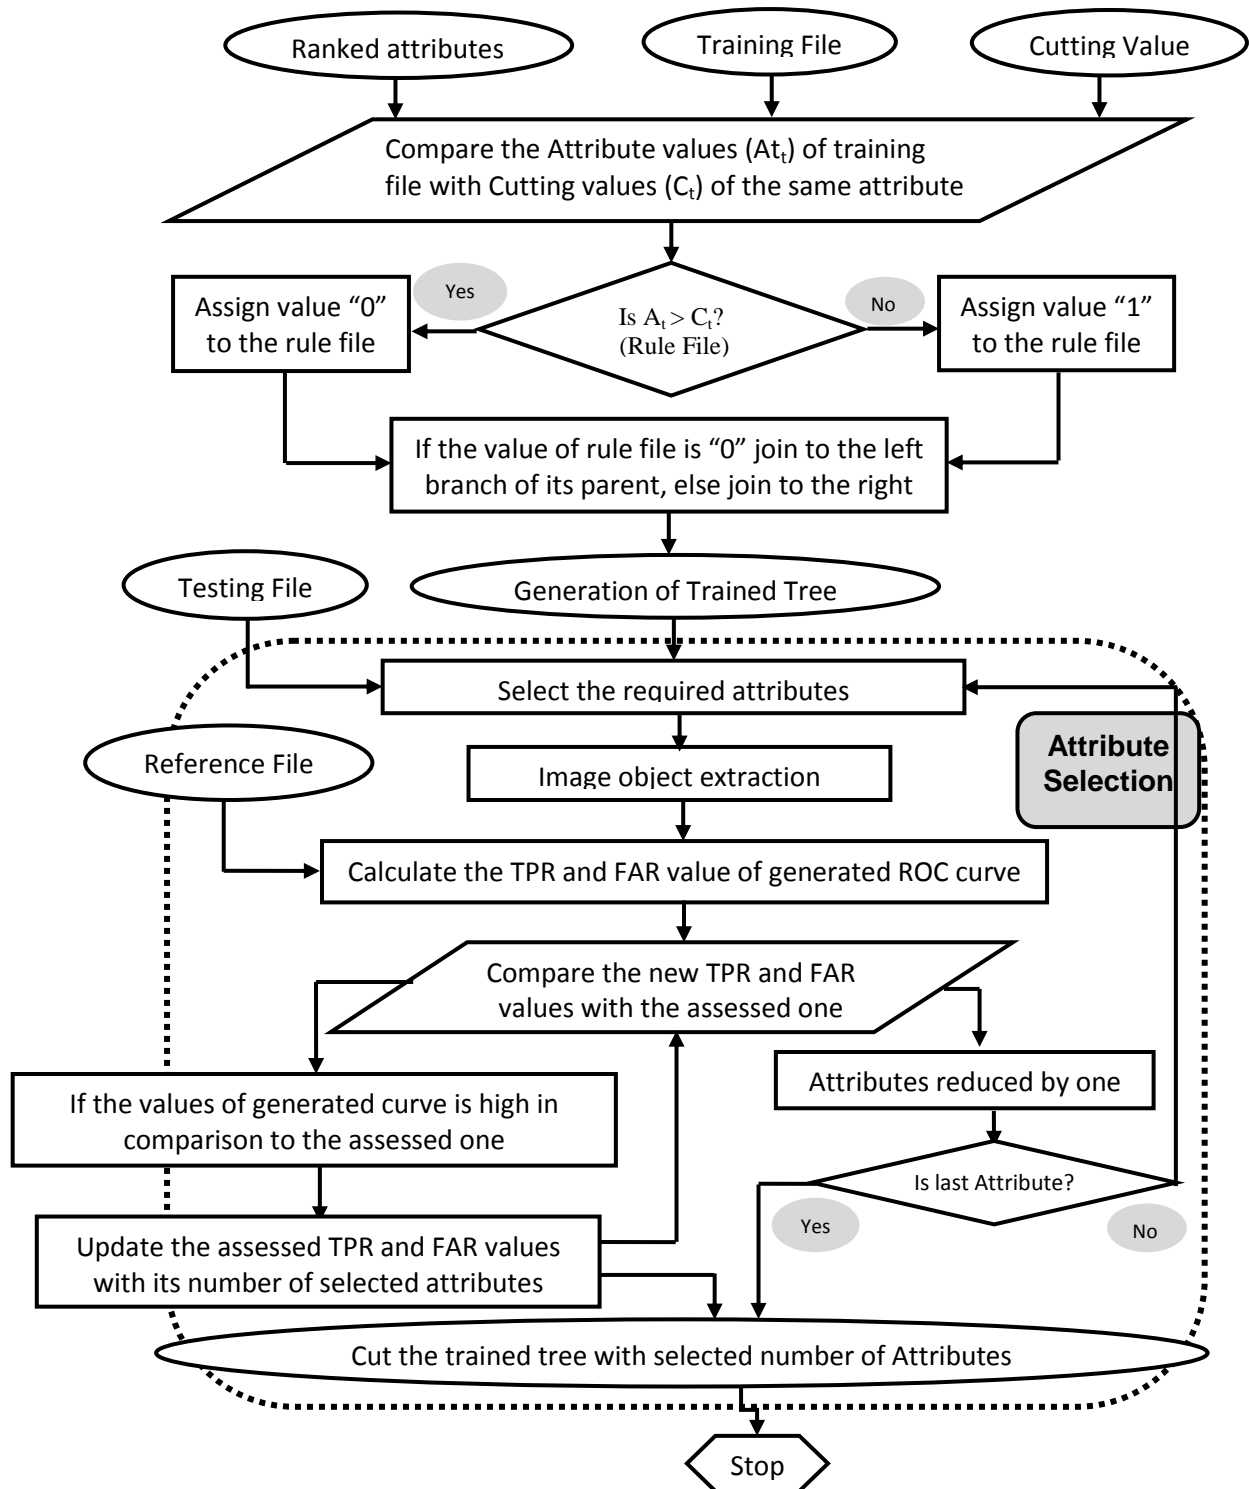 Ranked attributes
Training File
Cutting Value
Compare the Attribute values (Atₜ) of training
file with Cutting values (Cₜ) of the same attribute
Yes
No
Assign value “0”
to the rule file
Is Aₜ > Cₜ?
(Rule File)
Assign value “1”
to the rule file
If the value of rule file is “0” join to the left
branch of its parent, else join to the right
Testing File
Generation of Trained Tree
Select the required attributes
Attribute
Selection
Reference File
Image object extraction
Calculate the TPR and FAR value of generated ROC curve
Compare the new TPR and FAR
values with the assessed one
Attributes reduced by one
If the values of generated curve is high in
comparison to the assessed one
Is last Attribute?
Yes
No
Update the assessed TPR and FAR values
with its number of selected attributes
Cut the trained tree with selected number of Attributes
Stop